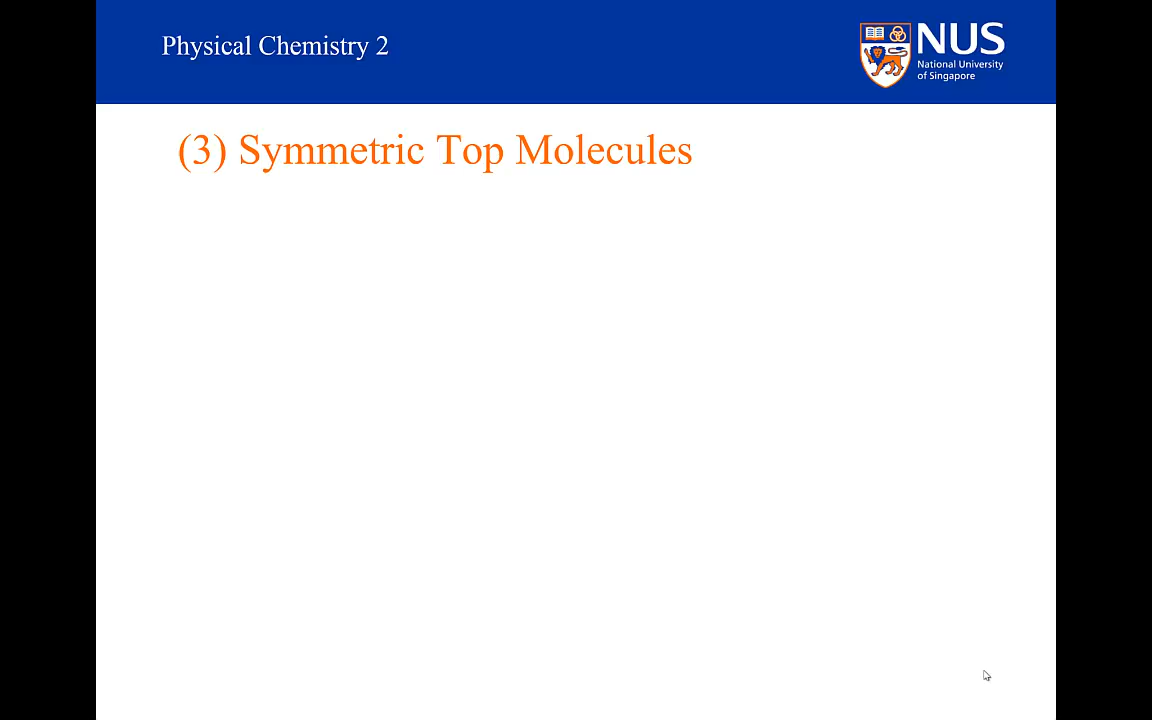 Physical Chemistry 2
NUS
National University
of Singapore
(3) Symmetric Top Molecules